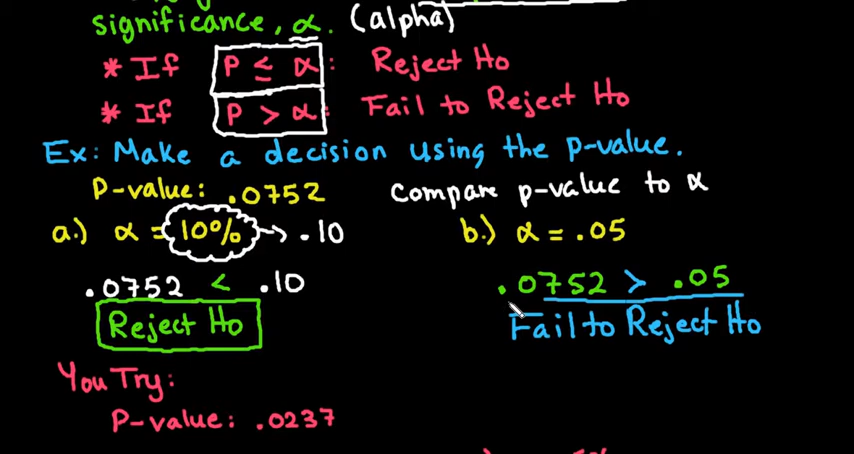 significance, α. (alpha)
* If P ≤ α: Reject Ho
* If P > α: Fail to Reject Ho
Ex: Make a decision using the p-value.
P-value: .0752 Compare p-value to α
a.) α = 10% → .10 b.) α = .05
.0752 < .10 .0752 > .05
Reject Ho Fail to Reject Ho
You Try:
P-value: .0237